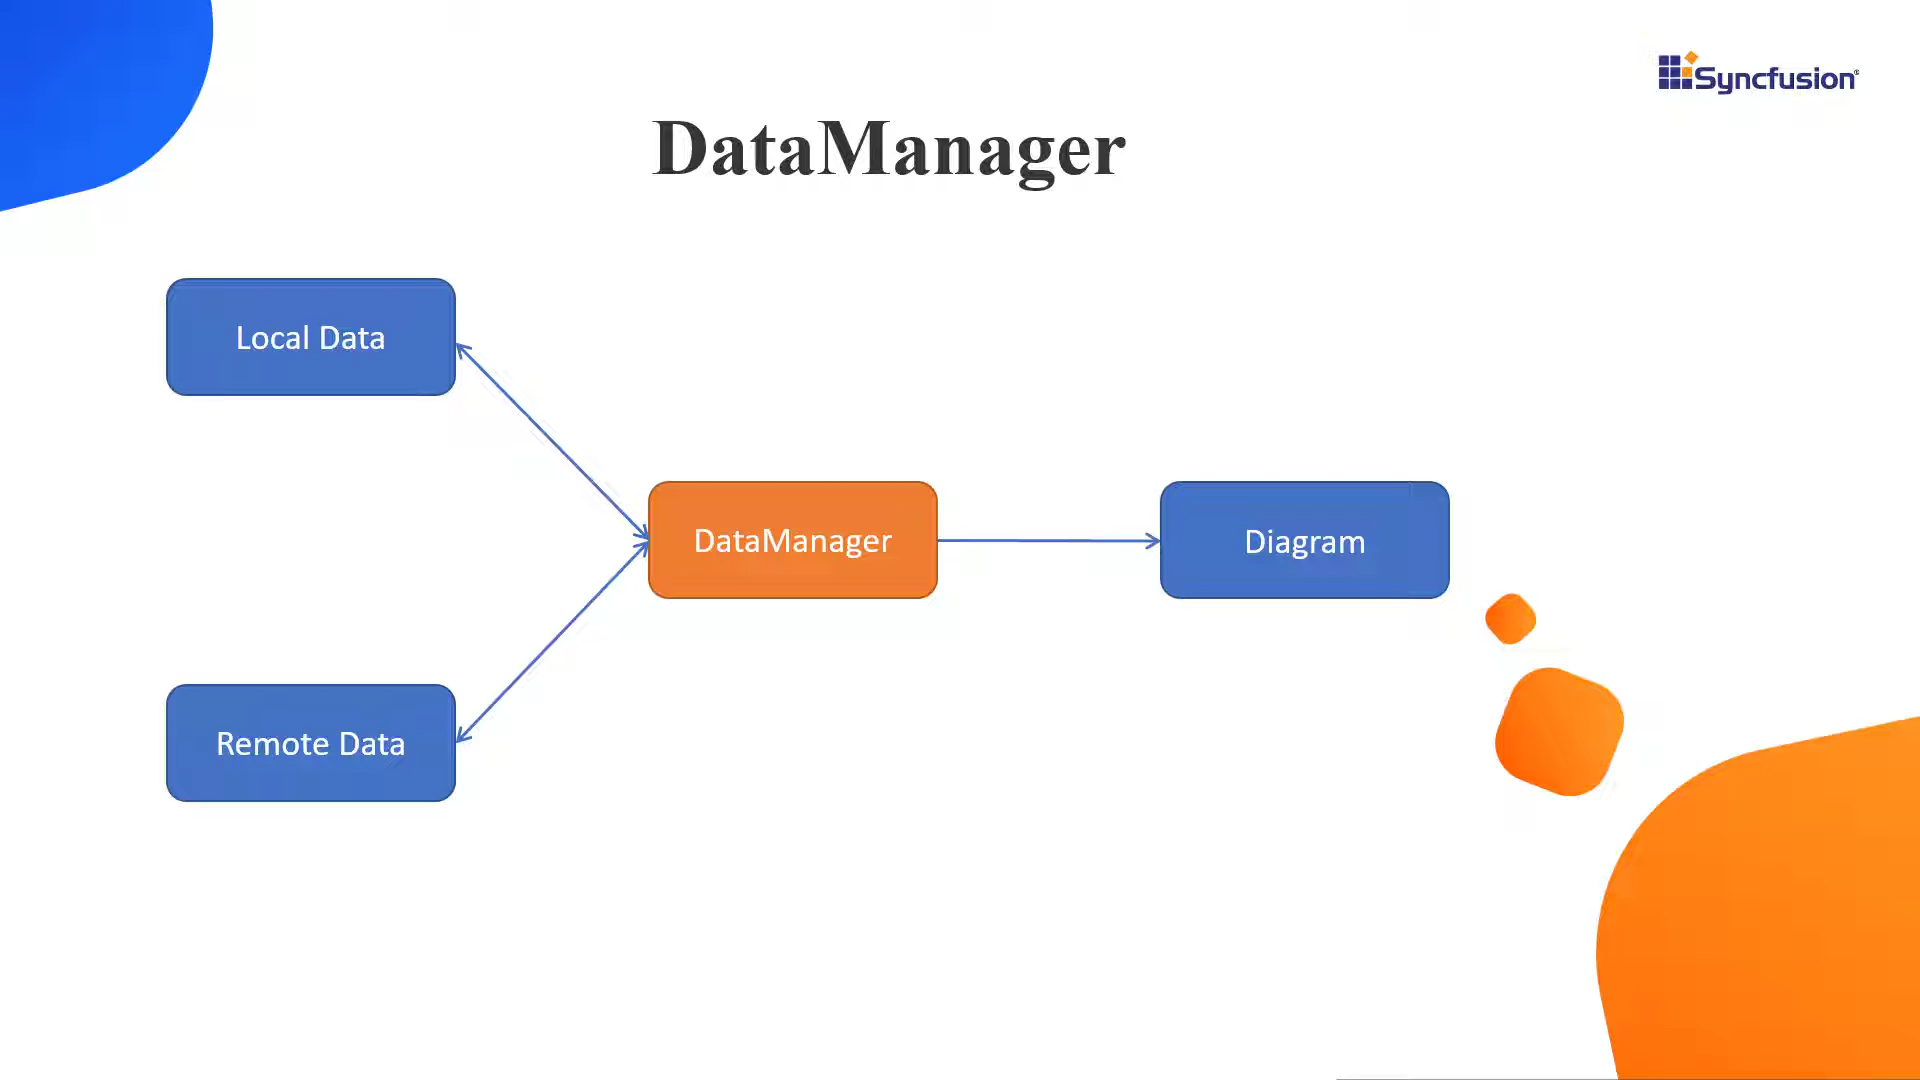 Syncfusion
DataManager
Local Data
DataManager
Diagram
Remote Data